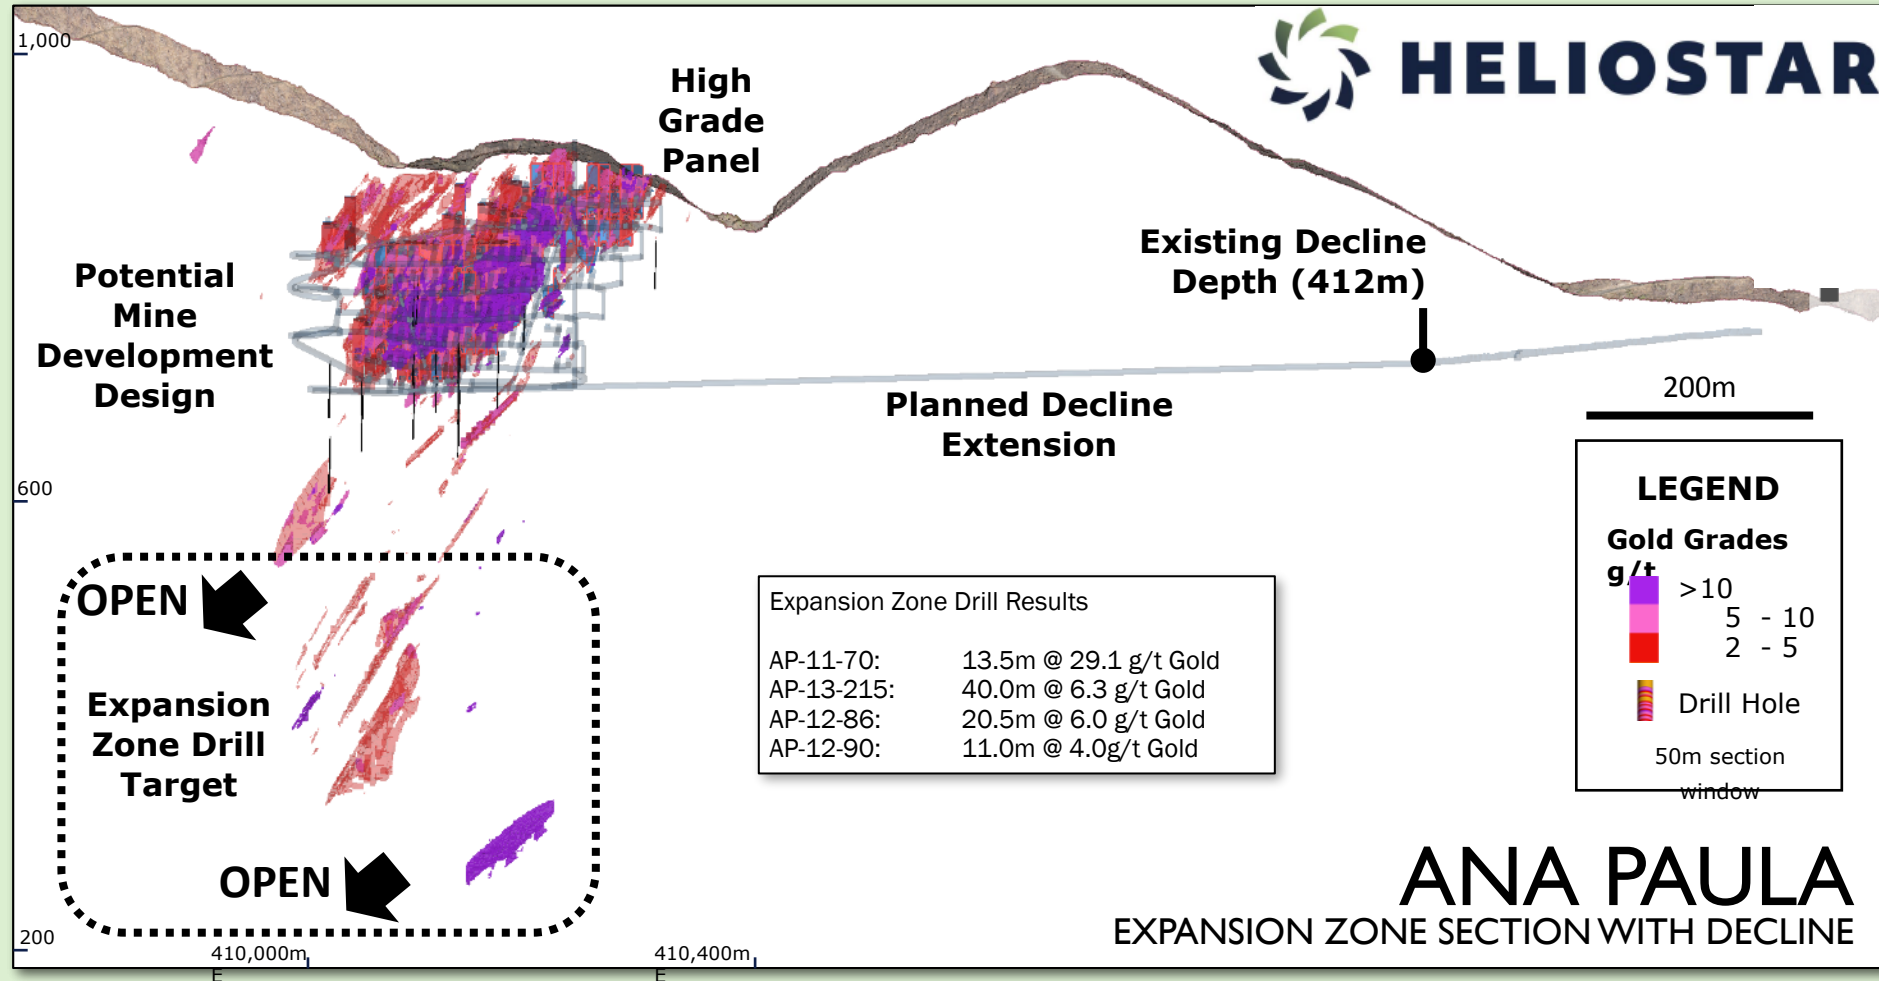 1,000
HELIOSTAR
High
Grade
Panel
Existing Decline
Depth (412m)
Potential
Mine
Development
Design
200m
Planned Decline
Extension
600
LEGEND
Gold Grades
g/t
>10
5 - 10
2 - 5
Drill Hole
50m section
window
OPEN
Expansion Zone Drill Results
AP-11-70: 13.5m @ 29.1 g/t Gold
AP-13-215: 40.0m @ 6.3 g/t Gold
AP-12-86: 20.5m @ 6.0 g/t Gold
AP-12-90: 11.0m @ 4.0g/t Gold
Expansion
Zone Drill
Target
OPEN
ANA PAULA
EXPANSION ZONE SECTION WITH DECLINE
200
410,000m
E
410,400m
E